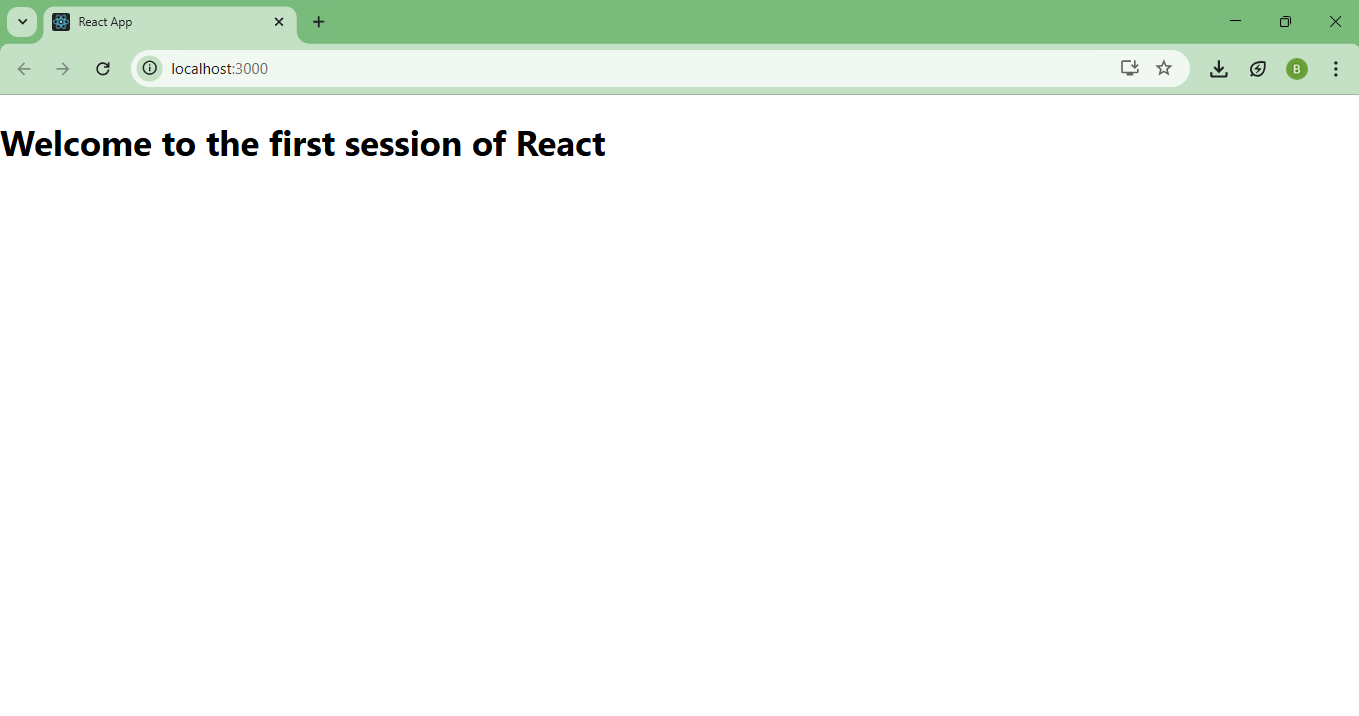 React App
localhost:3000
B
Welcome to the first session of React